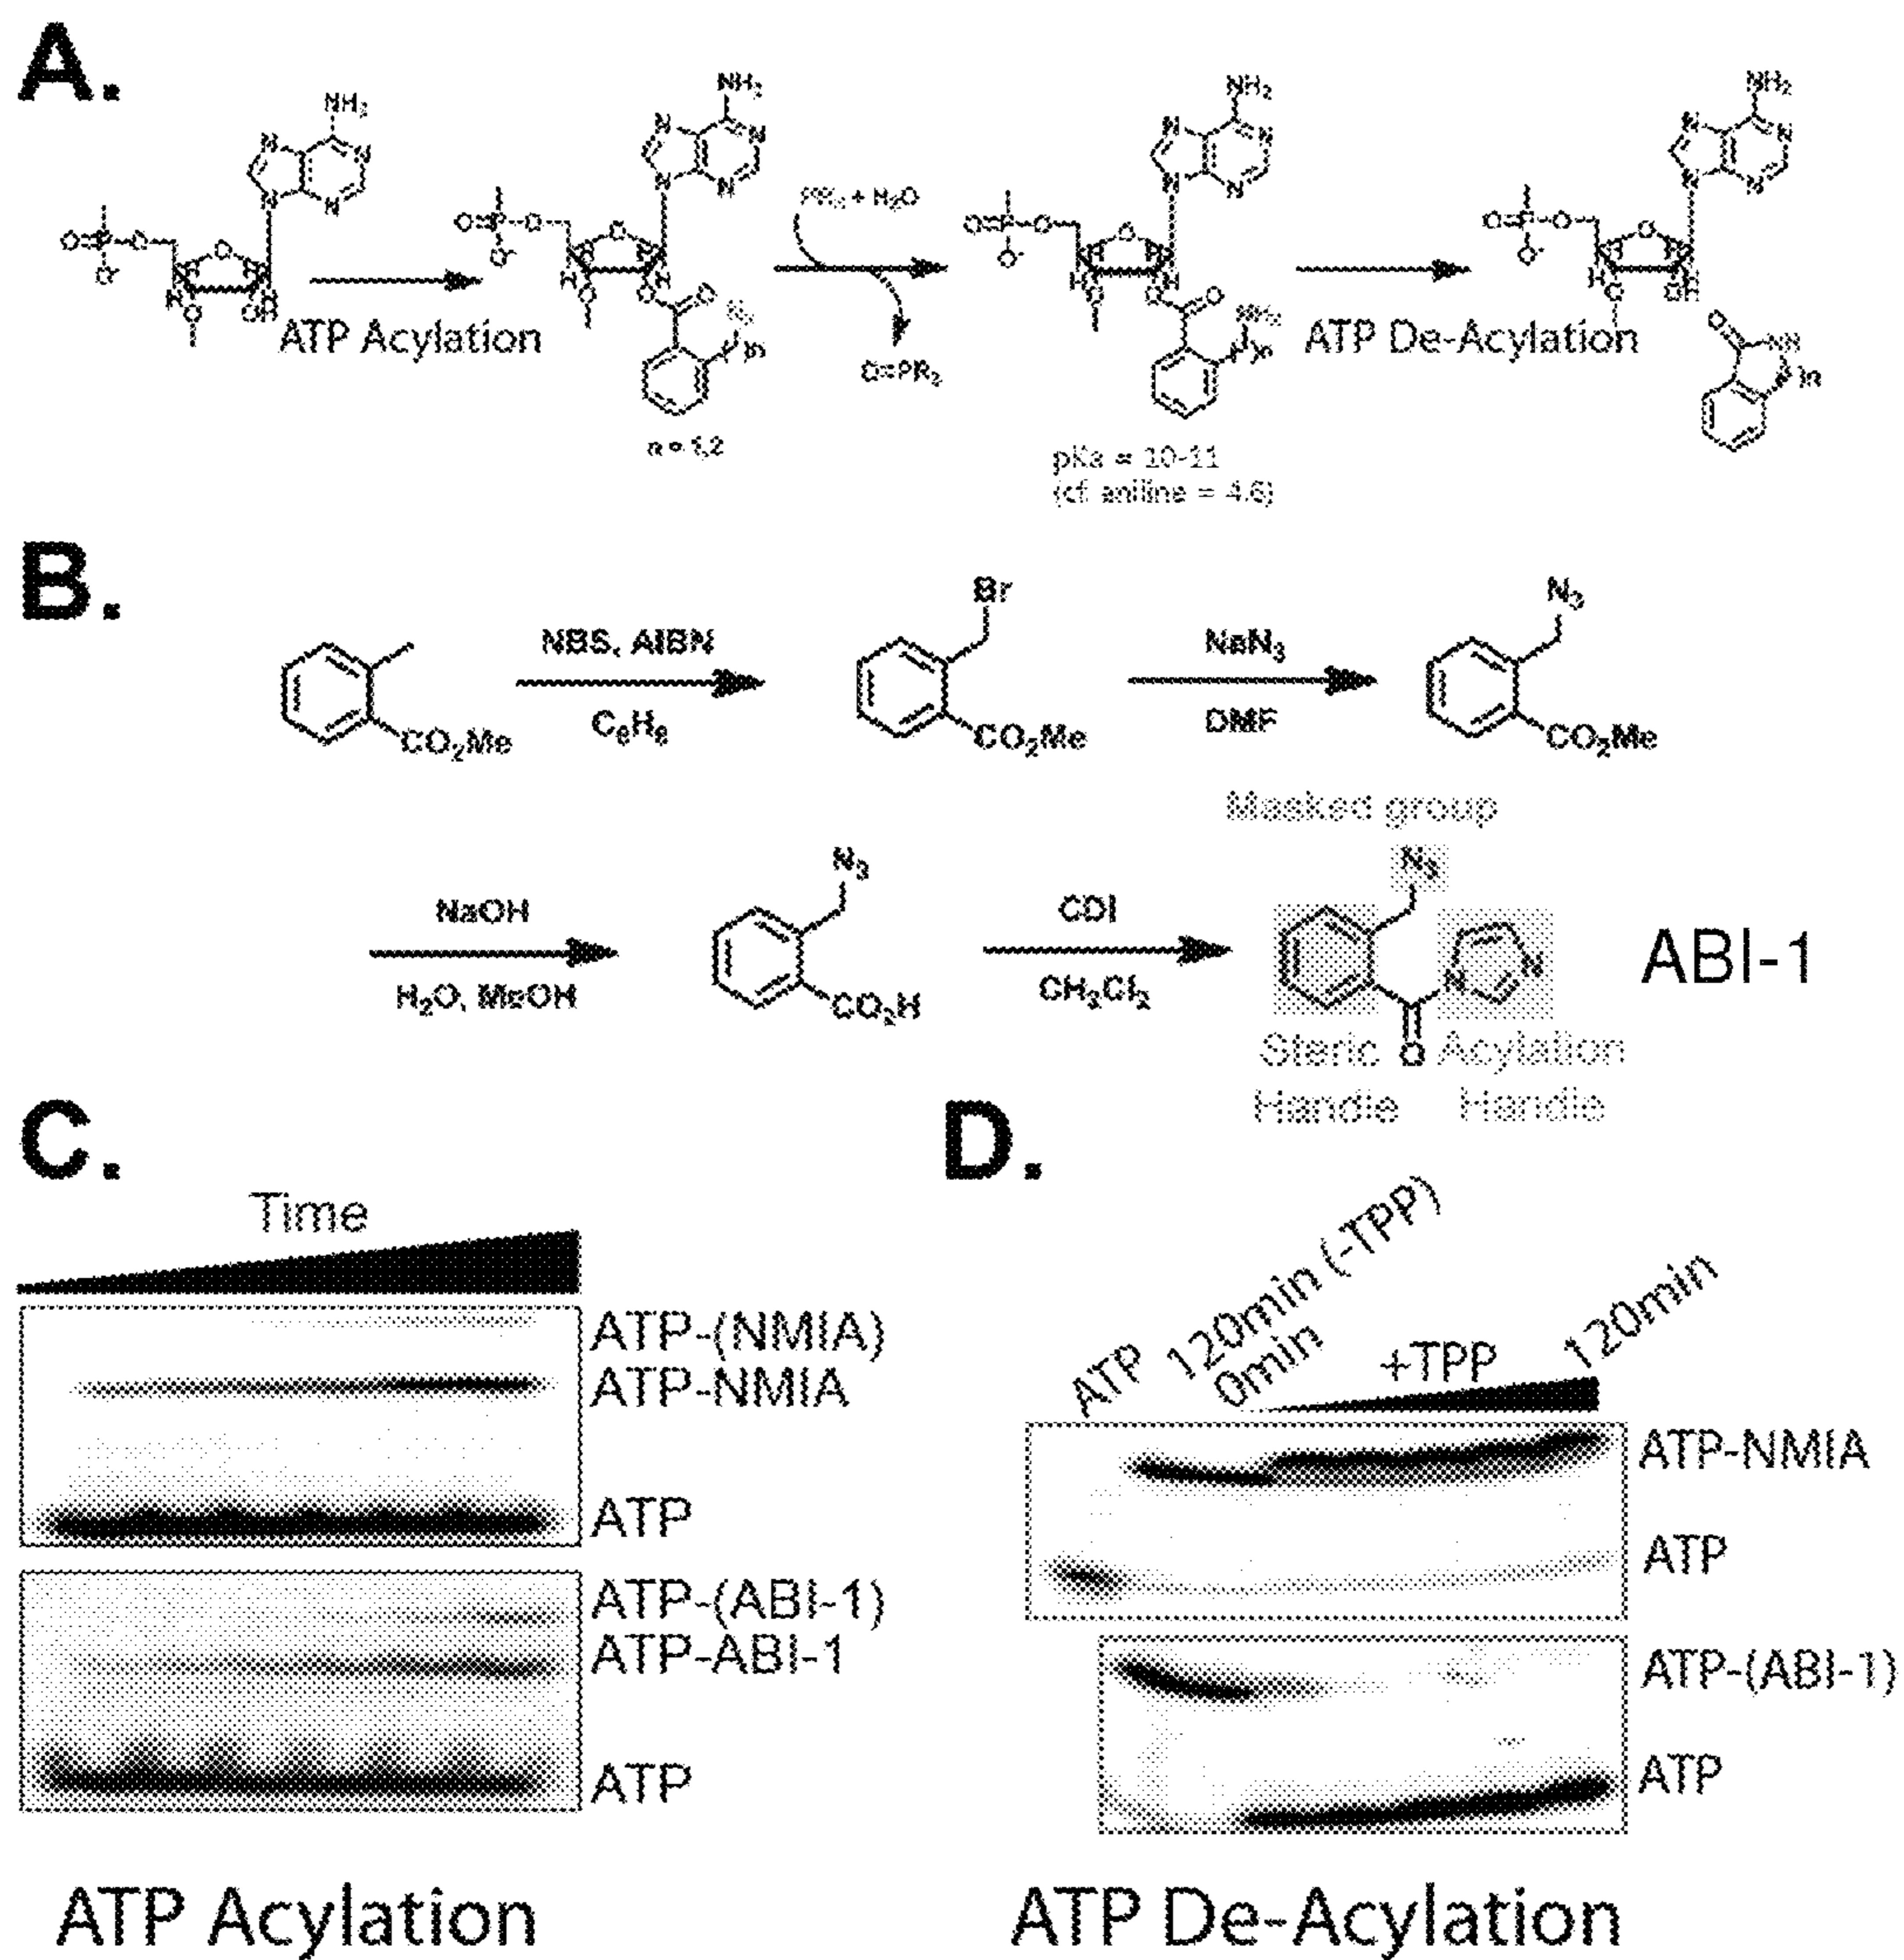 A.
NH2 NH2 NH2 NH2
PR3 + H2O
ATP Acylation
O=PR3
ATP De-Acylation
n = 1,2
pKa = 10-11
(cf. aniline = 4.6)
B.
Br N3
NBS, AIBN NaN3
C6H6 DMF
CO2Me CO2Me CO2Me
Masked group
N3 N3
NaOH CDI
ABI-1
H2O, MeOH CH2Cl2
CO2H
Steric O Acylation
Handle Handle
C. D.
Time
ATP-(NMIA)
ATP-NMIA
ATP
ATP-(ABI-1)
ATP-ABI-1
ATP
ATP Acylation
ATP
120min (-TPP)
0min
+TPP
120min
ATP-NMIA
ATP
ATP-(ABI-1)
ATP
ATP De-Acylation